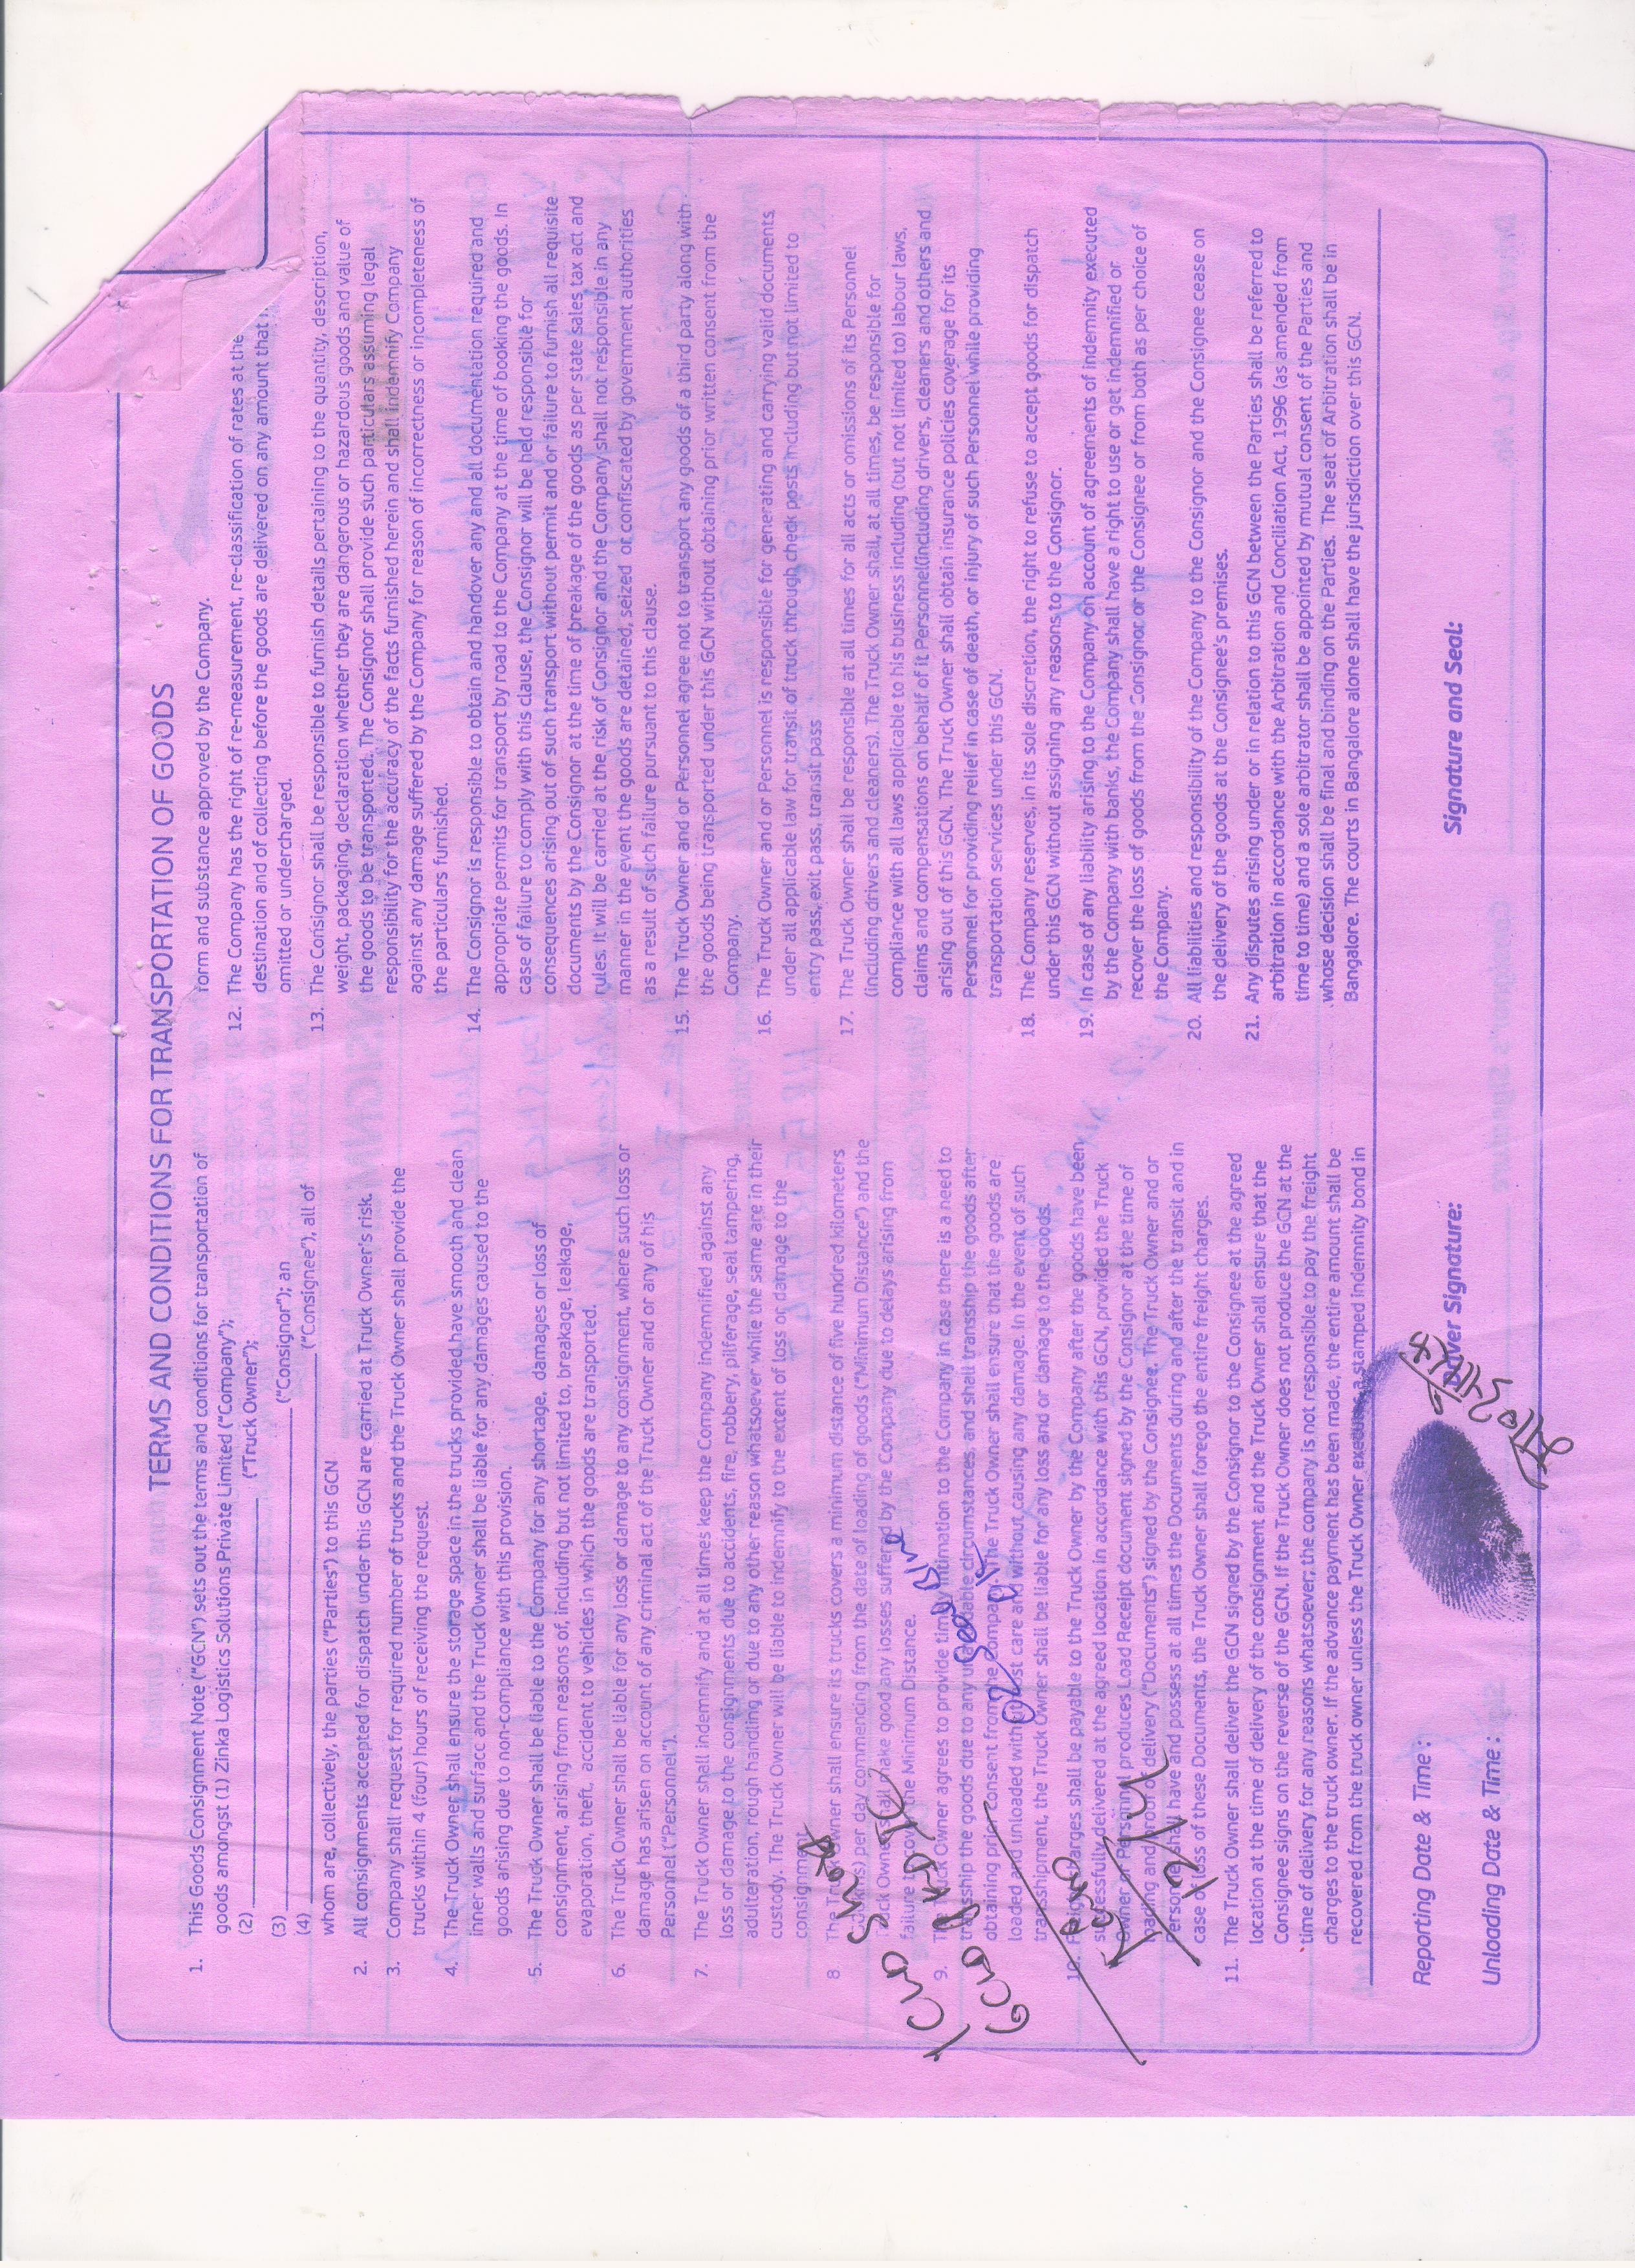 TERMS AND CONDITIONS FOR TRANSPORTATION OF GOODS
1. This Goods Consignment Note ("GCN") sets out the terms and conditions for transportation of
goods amongst (1) Zinka Logistics Solutions Private Limited ("Company");
(2) ("Truck Owner");
(3) ("Consignor"); an
(4) ("Consignee"), all of
whom are, collectively, the parties ("Parties") to this GCN
2. All consignments accepted for dispatch under this GCN are carried at Truck Owner's risk.
3. Company shall request for required number of trucks and the Truck Owner shall provide the
trucks within 4 (four) hours of receiving the request.
4. The Truck Owner shall ensure the storage space in the trucks provided, have smooth and clean
inner walls and surface and the Truck Owner shall be liable for any damages caused to the
goods arising due to non-compliance with this provision.
5. The Truck Owner shall be liable to the Company for any shortage, damages or loss of
consignment, arising from reasons of, including but not limited to, breakage, leakage,
evaporation, theft, accident to vehicles in which the goods are transported.
6. The Truck Owner shall be liable for any loss or damage to any consignment, where such loss or
damage has arisen on account of any criminal act of the Truck Owner and or any of his
Personnel ("Personnel").
7. The Truck Owner shall indemnify and at all times keep the Company indemnified against any
loss or damage to the consignments due to accidents, fire, robbery, pilferage, seal tampering,
adulteration, rough handling or due to any other reason whatsoever while the same are in their
custody. The Truck Owner will be liable to indemnify to the extent of loss or damage to the
consignment
8 The Owner shall ensure its trucks covers a minimum distance of five hundred kilometers
per day commencing from the date of loading of goods ("Minimum Distance") and the
make good any losses suffered by the Company due to delays arising from
failure to the Minimum Distance.
9. The Owner agrees to provide intimation to the Company in case there is a need to
the goods due to any circumstances and shell transship the goods after
obtaining prior consent from the Company. The Truck Owner shall ensure that the goods are
loaded and unloaded with care and without causing any damage. In the event of such
transshipment, the Truck Owner shall be liable for any loss and or damage to the goods.
10. shall be payable to the Truck Owner by the Company after the goods have been
successfully delivered at the agreed location in accordance with this GCN, provided the Truck
Owner or produces Load Receipt document signed by the Consignor at the time of
and proof of delivery ("Documents") signed by the Consignee. The Truck Owner and or
shall have and possess at all times the Documents during and after the transit and in
case of loss of these Documents, the Truck Owner shall forego the entire freight charges.
11. The Truck Owner shall deliver the GCN signed by the Consignor to the Consignee at the agreed
location at the time of delivery of the consignment and the Truck Owner shall ensure that the
Consignee signs on the reverse of the GCN. If the Truck Owner does not produce the GCN at the
time of delivery for any reasons whatsoever, the company is not responsible to pay the freight
charges to the truck owner. If the advance payment has been made, the entire amount shall be
recovered from the truck owner unless the Truck Owner executes a stamped indemnity bond in
form and substance approved by the Company.
12. The Company has the right of re-measurement, re-classification of rates at the
destination and of collecting before the goods are delivered on any amount that
omitted or undercharged.
13. The Consignor shall be responsible to furnish details pertaining to the quantity, description,
weight, packaging, declaration whether they are dangerous or hazardous goods and value of
the goods to be transported. The Consignor shall provide such particulars assuming legal
responsibility for the accuracy of the facts furnished herein and shall indemnify Company
against any damage suffered by the Company for reason of incorrectness or incompleteness of
the particulars furnished.
14. The Consignor is responsible to obtain and handover any and all documentation required and
appropriate permits for transport by road to the Company at the time of booking the goods. In
case of failure to comply with this clause, the Consignor will be held responsible for
consequences arising out of such transport without permit and or failure to furnish all requisite
documents by the Consignor at the time of breakage of the goods as per state sales tax act and
rules. It will be carried at the risk of Consignor and the Company shall not responsible in any
manner in the event the goods are detained, seized or confiscated by government authorities
as a result of such failure pursuant to this clause.
15. The Truck Owner and or Personnel agree not to transport any goods of a third party along with
the goods being transported under this GCN without obtaining prior written consent from the
Company.
16. The Truck Owner and or Personnel is responsible for generating and carrying valid documents
under all applicable law for transit of truck through check posts including but not limited to
entry pass, exit pass, transit pass
17. The Truck Owner shall be responsible at all times for all acts or omissions of its Personnel
(including drivers and cleaners). The Truck Owner shall, at all times, be responsible for
compliance with all laws applicable to his business including (but not limited to) labour laws,
claims and compensations on behalf of it Personnel(including drivers, cleaners and others and
arising out of this GCN. The Truck Owner shall obtain insurance policies coverage for its
Personnel for providing relief in case of death, or injury of such Personnel while providing
transportation services under this GCN.
18. The Company reserves, in its sole discretion, the right to refuse to accept goods for dispatch
under this GCN without assigning any reasons to the Consignor.
19. In case of any liability arising to the Company on account of agreements of indemnity executed
by the Company with banks, the Company shall have a right to use or get indemnified or
recover the loss of goods from the Consignor or the Consignee or from both as per choice of
the Company.
20. All liabilities and responsibility of the Company to the Consignor and the Consignee cease on
the delivery of the goods at the Consignee's premises.
21. Any disputes arising under or in relation to this GCN between the Parties shall be referred to
arbitration in accordance with the Arbitration and Conciliation Act, 1996 (as amended from
time to time) and a sole arbitrator shall be appointed by mutual consent of the Parties and
whose decision shall be final and binding on the Parties. The seat of Arbitration shall be in
Bangalore. The courts in Bangalore alone shall have the jurisdiction over this GCN.
Reporting Date & Time :
Driver Signature:
Signature and Seal:
Unloading Date & Time :